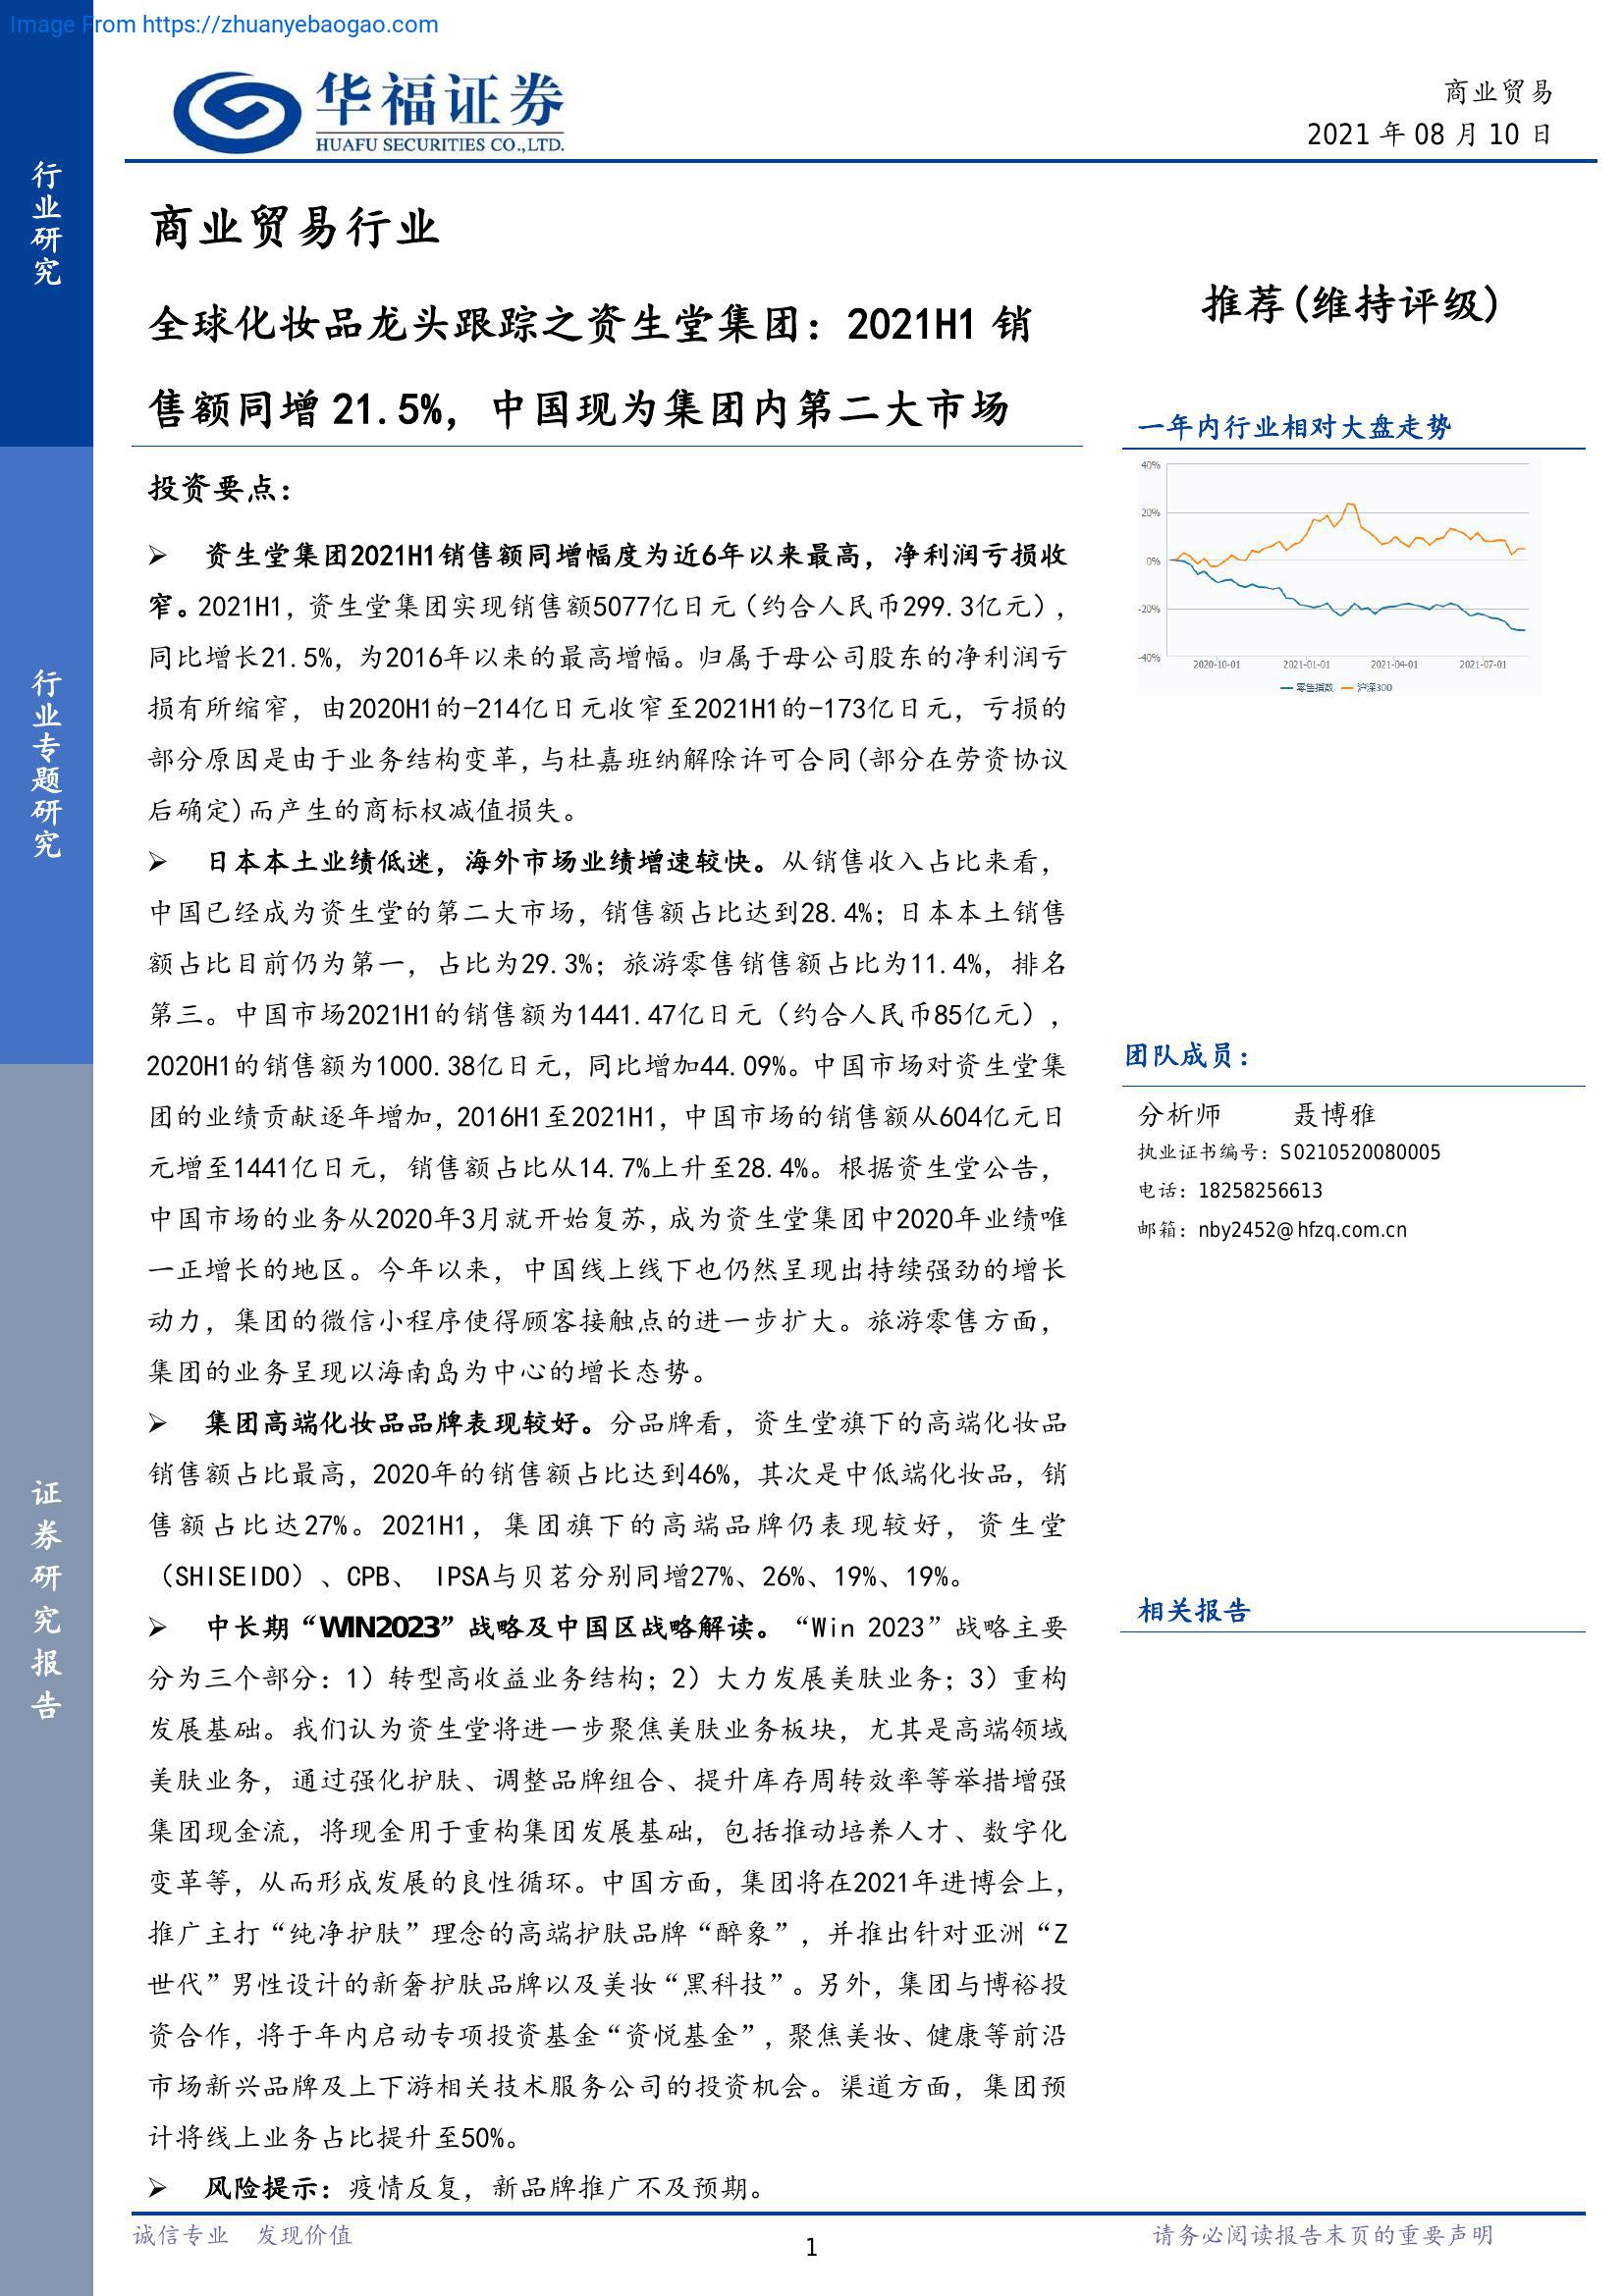 Image From https://zhuanyebaogao.com
华福证券
HUAFU SECURITIES CO.,LTD.
商业贸易
2021 年 08 月 10 日
行业研究
行业专题研究
证券研究报告
商业贸易行业
全球化妆品龙头跟踪之资生堂集团：2021H1 销
售额同增 21.5%，中国现为集团内第二大市场
投资要点：
➢ 资生堂集团2021H1销售额同增幅度为近6年以来最高，净利润亏损收
窄。2021H1，资生堂集团实现销售额5077亿日元（约合人民币299.3亿元），
同比增长21.5%，为2016年以来的最高增幅。归属于母公司股东的净利润亏
损有所缩窄，由2020H1的-214亿日元收窄至2021H1的-173亿日元，亏损的
部分原因是由于业务结构变革，与杜嘉班纳解除许可合同(部分在劳资协议
后确定)而产生的商标权减值损失。
➢ 日本本土业绩低迷，海外市场业绩增速较快。从销售收入占比来看，
中国已经成为资生堂的第二大市场，销售额占比达到28.4%；日本本土销售
额占比目前仍为第一，占比为29.3%；旅游零售销售额占比为11.4%，排名
第三。中国市场2021H1的销售额为1441.47亿日元（约合人民币85亿元），
2020H1的销售额为1000.38亿日元，同比增加44.09%。中国市场对资生堂集
团的业绩贡献逐年增加，2016H1至2021H1，中国市场的销售额从604亿元日
元增至1441亿日元，销售额占比从14.7%上升至28.4%。根据资生堂公告，
中国市场的业务从2020年3月就开始复苏，成为资生堂集团中2020年业绩唯
一正增长的地区。今年以来，中国线上线下也仍然呈现出持续强劲的增长
动力，集团的微信小程序使得顾客接触点的进一步扩大。旅游零售方面，
集团的业务呈现以海南岛为中心的增长态势。
➢ 集团高端化妆品品牌表现较好。分品牌看，资生堂旗下的高端化妆品
销售额占比最高，2020年的销售额占比达到46%，其次是中低端化妆品，销
售额占比达27%。2021H1，集团旗下的高端品牌仍表现较好，资生堂
（SHISEIDO）、CPB、 IPSA与贝茗分别同增27%、26%、19%、19%。
➢ 中长期“WIN2023”战略及中国区战略解读。“Win 2023”战略主要
分为三个部分：1）转型高收益业务结构；2）大力发展美肤业务；3）重构
发展基础。我们认为资生堂将进一步聚焦美肤业务板块，尤其是高端领域
美肤业务，通过强化护肤、调整品牌组合、提升库存周转效率等举措增强
集团现金流，将现金用于重构集团发展基础，包括推动培养人才、数字化
变革等，从而形成发展的良性循环。中国方面，集团将在2021年进博会上，
推广主打“纯净护肤”理念的高端护肤品牌“醉象”，并推出针对亚洲“Z
世代”男性设计的新奢护肤品牌以及美妆“黑科技”。另外，集团与博裕投
资合作，将于年内启动专项投资基金“资悦基金”，聚焦美妆、健康等前沿
市场新兴品牌及上下游相关技术服务公司的投资机会。渠道方面，集团预
计将线上业务占比提升至50%。
➢ 风险提示：疫情反复，新品牌推广不及预期。
推荐(维持评级)
一年内行业相对大盘走势
40%
20%
0%
-20%
-40%
2020-10-01 2021-01-01 2021-04-01 2021-07-01
零售指数 沪深300
团队成员：
分析师 聂博雅
执业证书编号：S0210520080005
电话：18258256613
邮箱：nby2452@hfzq.com.cn
相关报告
诚信专业 发现价值
1
请务必阅读报告末页的重要声明